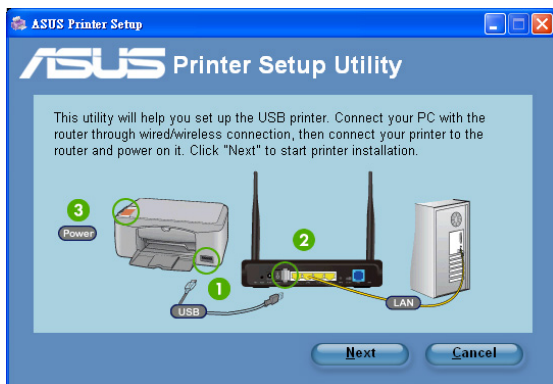 ASUS Printer Setup
ASUS Printer Setup Utility
This utility will help you set up the USB printer. Connect your PC with the
router through wired/wireless connection, then connect your printer to the
router and power on it. Click "Next" to start printer installation.
3
Power
2
1
USB
LAN
Next
Cancel